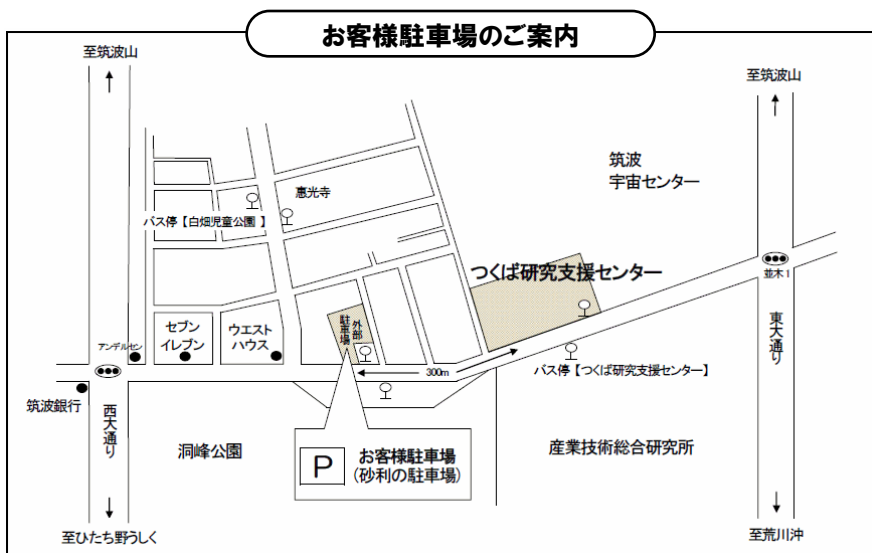 お客様駐車場のご案内
至筑波山
至筑波山
筑波
宇宙センター
恵光寺
バス停【白畑児童公園】
つくば研究支援センター
並木1
セブン
イレブン
ウエスト
ハウス
外部
駐車場
アンデルセン
300m
バス停【つくば研究支援センター】
東大通り
筑波銀行
西大通り
洞峰公園
P
お客様駐車場
(砂利の駐車場)
産業技術総合研究所
至ひたち野うしく
至荒川沖